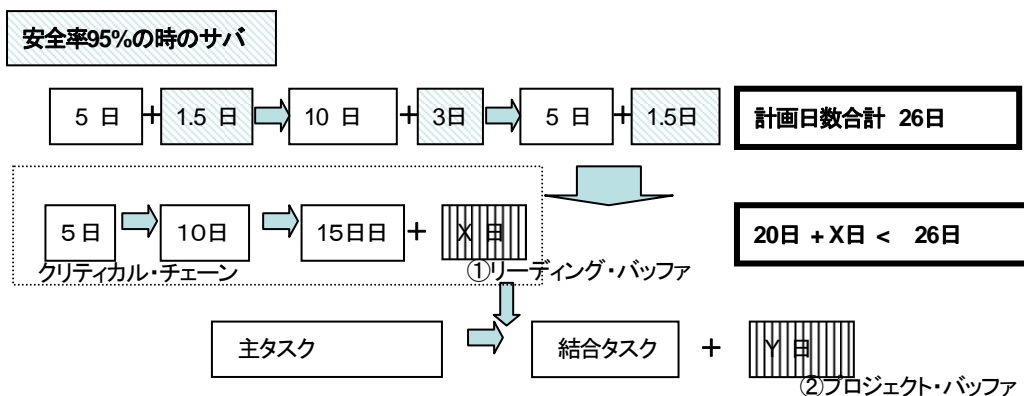 安全率95%の時のサバ
5 日 + 1.5 日 10 日 + 3日 5 日 + 1.5日
計画日数合計 26日
5日 10日 15日日 + X 日
20日 + X日 < 26日
クリティカル・チェーン
①リーディング・バッファ
主タスク 結合タスク + Y 日
②プロジェクト・バッファ